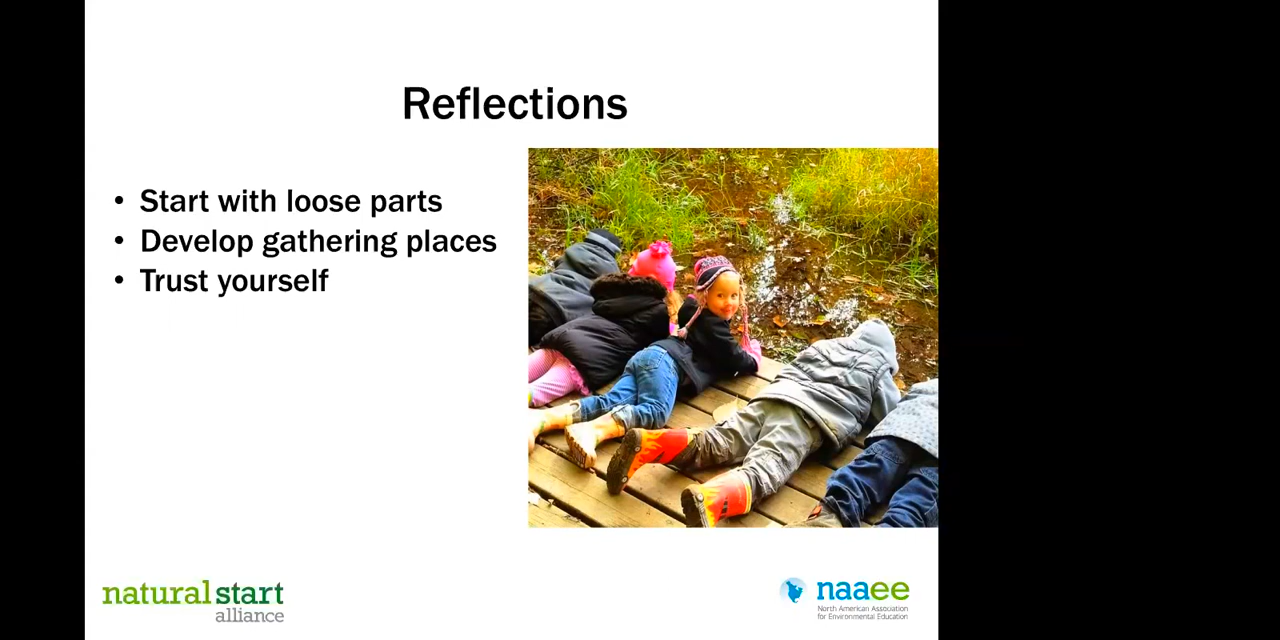 Reflections
• Start with loose parts
• Develop gathering places
• Trust yourself
natural start
alliance
naaee
North American Association
for Environmental Education